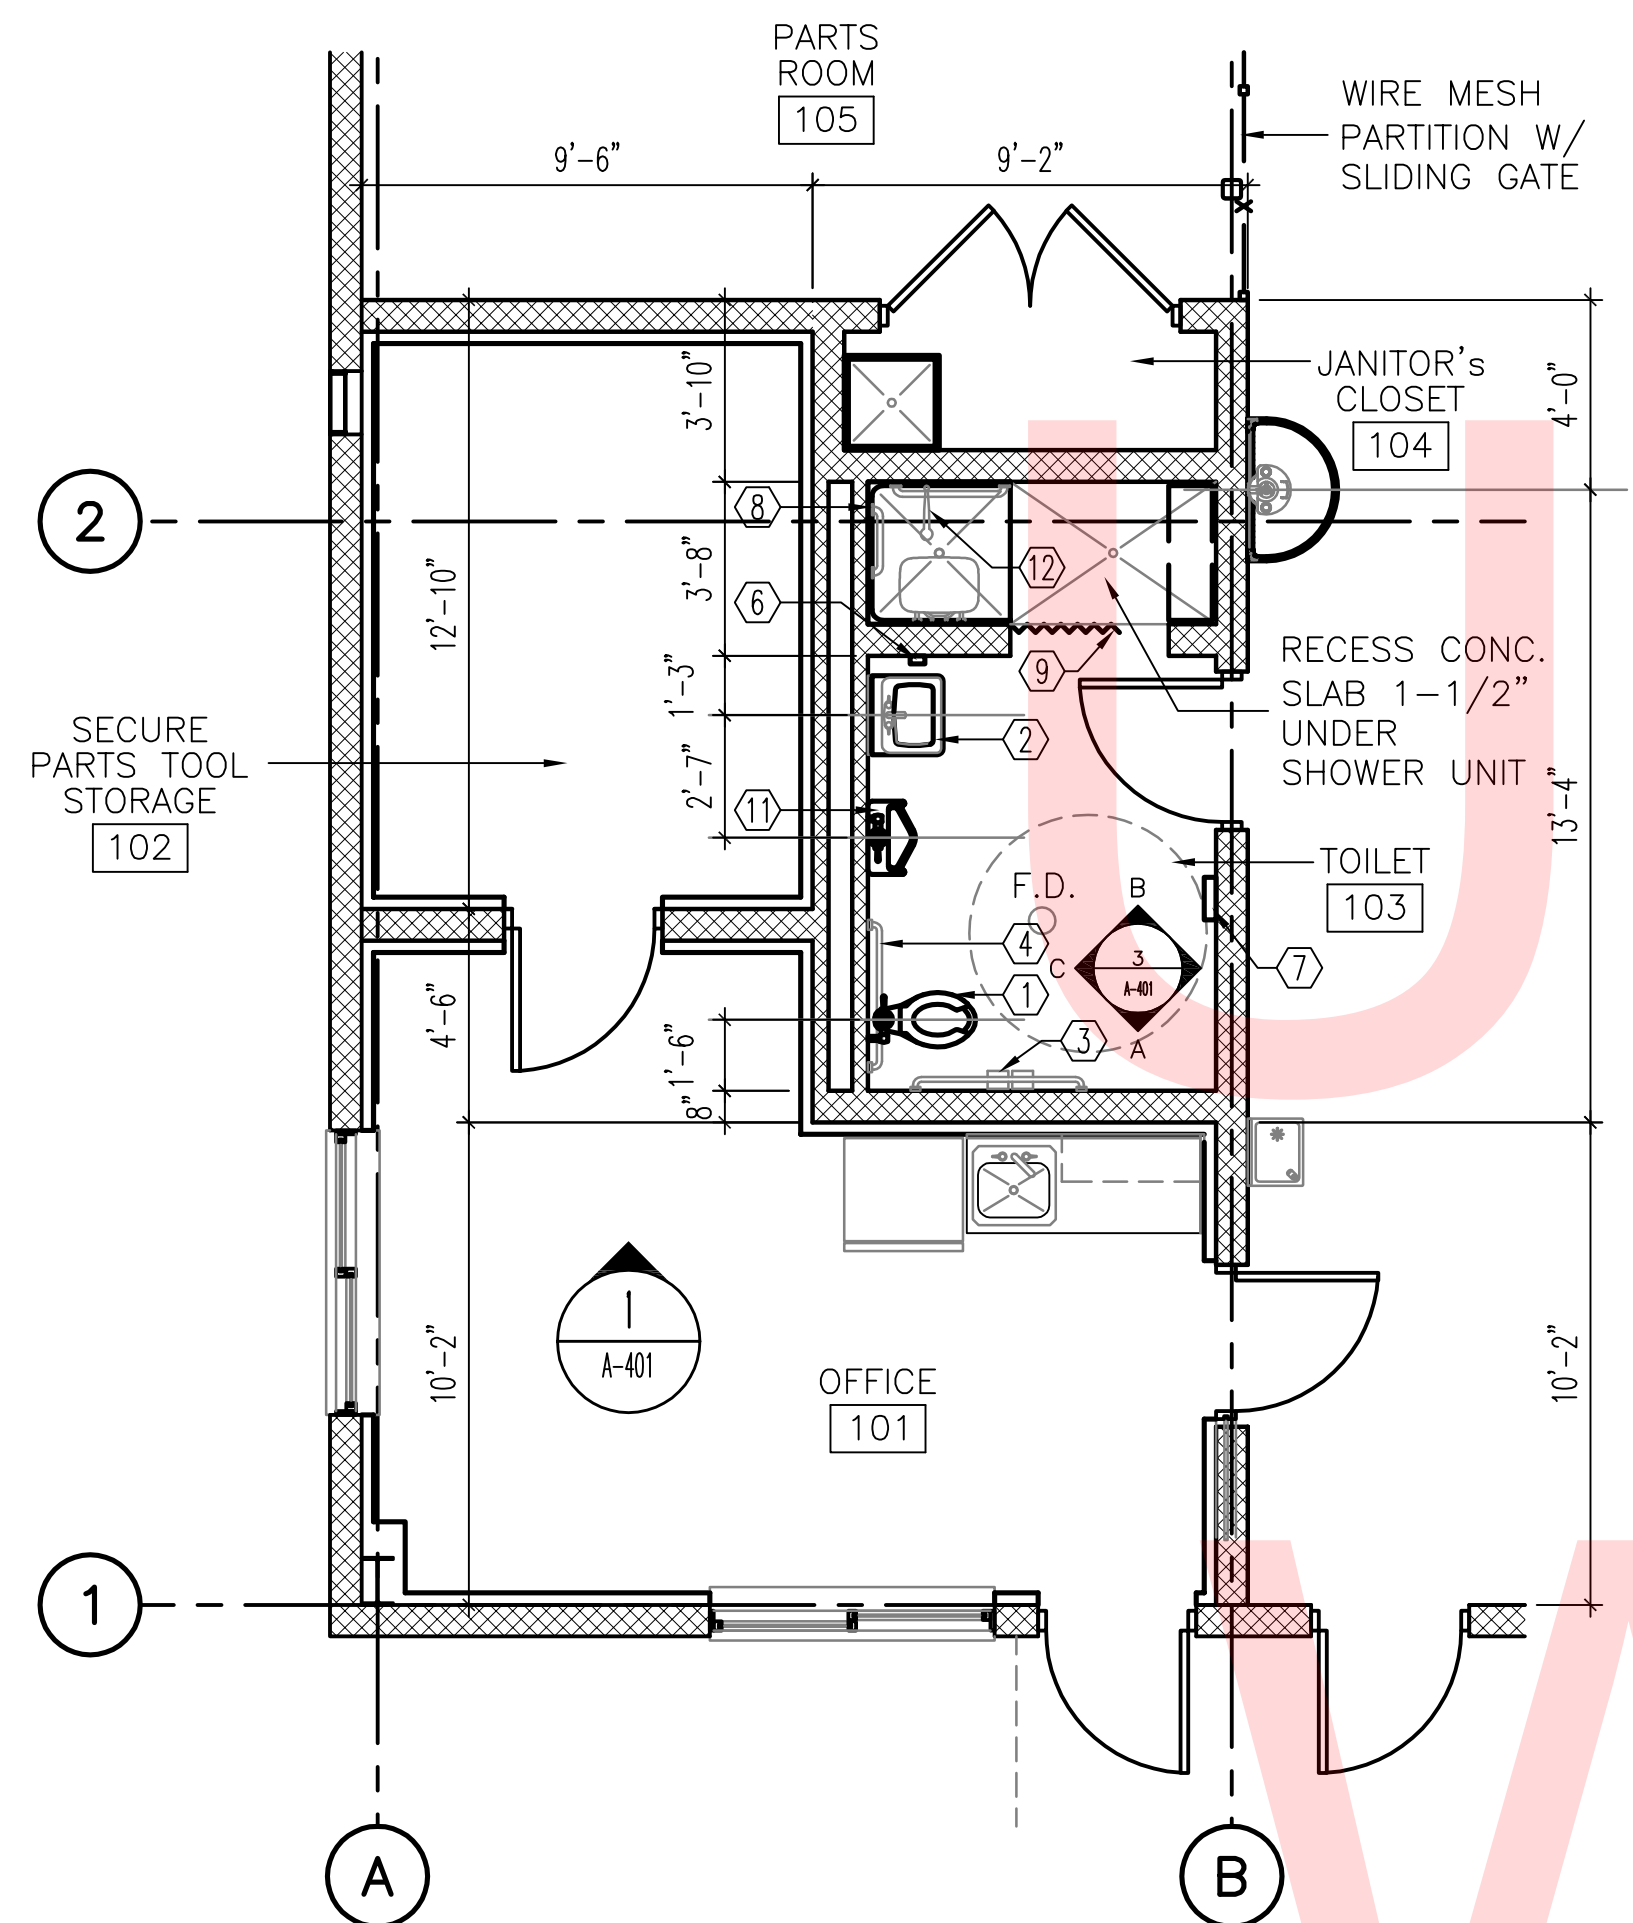 PARTS
ROOM
105
WIRE MESH
PARTITION W/
SLIDING GATE
9'-6"
9'-2"
JANITOR's
CLOSET
104
3'-10"
4'-0"
2
8
12
3'-8"
12'-10"
6
9
RECESS CONC.
SLAB 1-1/2"
UNDER
SHOWER UNIT
1'-3"
2
SECURE
PARTS TOOL
STORAGE
102
2'-7"
11
13'-4"
TOILET
103
F.D.
B
4
C
3
A-401
7
1
A
3
4'-6"
1'-6"
8"
1
A-401
10'-2"
OFFICE
101
10'-2"
1
A
B